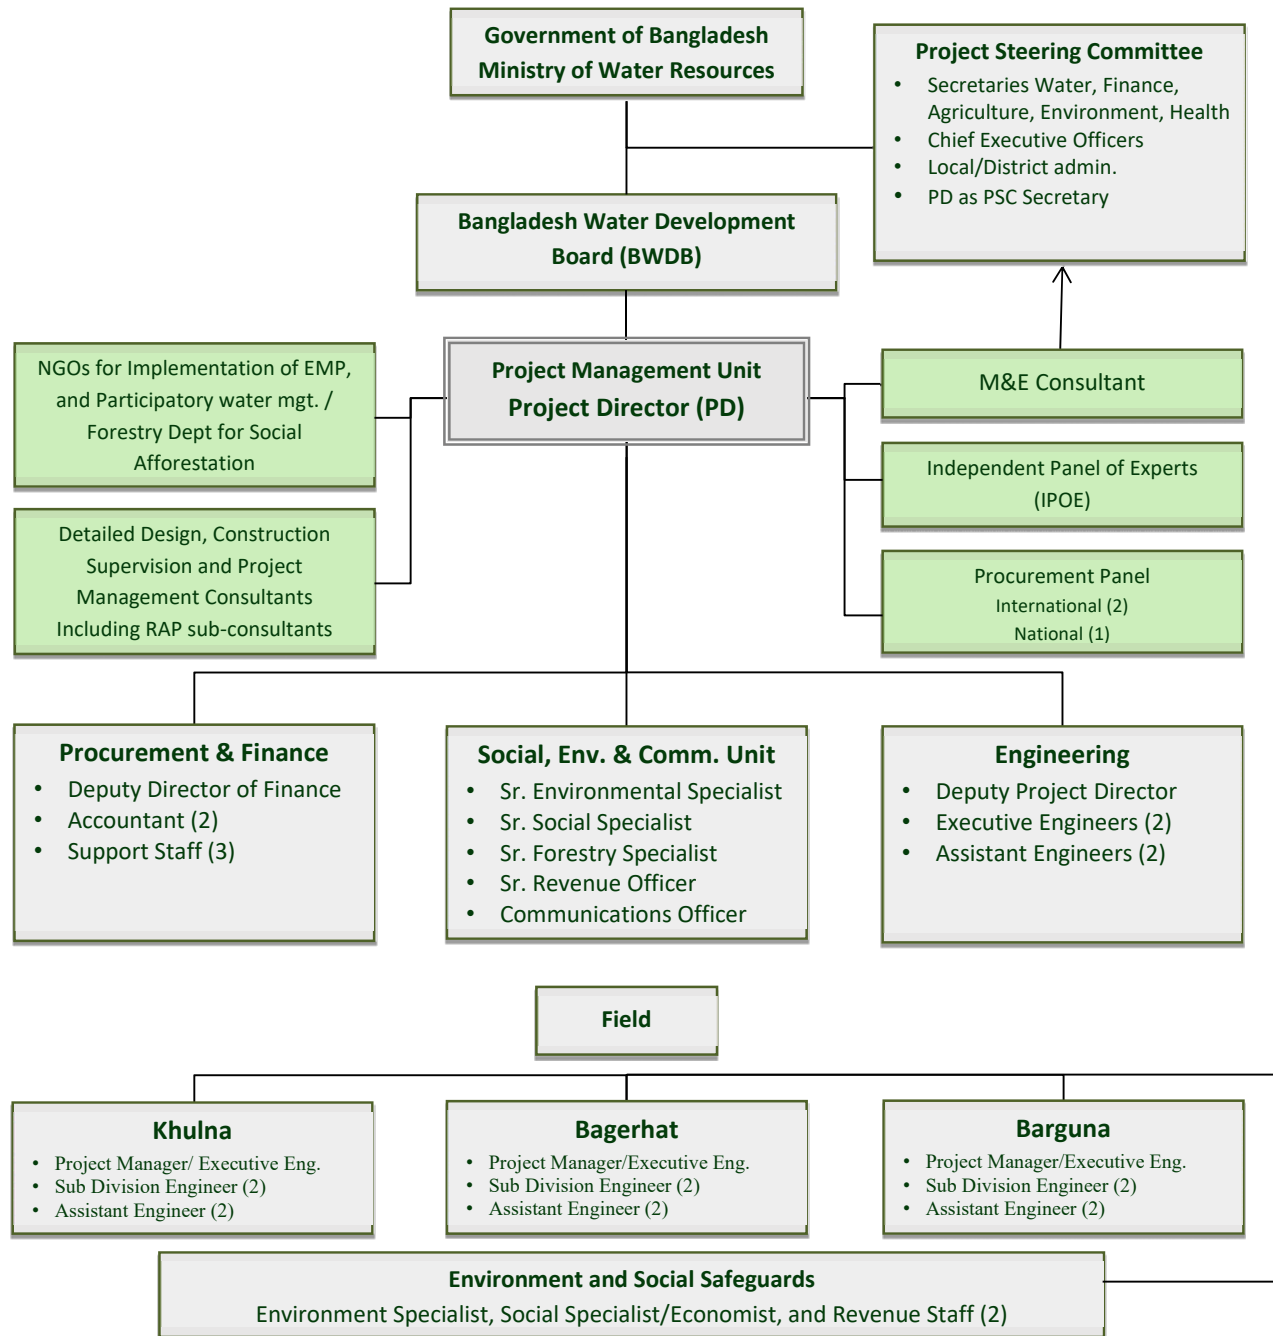 Government of Bangladesh
Ministry of Water Resources
Project Steering Committee
• Secretaries Water, Finance,
Agriculture, Environment, Health
• Chief Executive Officers
• Local/District admin.
• PD as PSC Secretary
Bangladesh Water Development
Board (BWDB)
NGOs for Implementation of EMP,
and Participatory water mgt. /
Forestry Dept for Social
Afforestation
Project Management Unit
Project Director (PD)
M&E Consultant
Independent Panel of Experts
(IPOE)
Detailed Design, Construction
Supervision and Project
Management Consultants
Including RAP sub-consultants
Procurement Panel
International (2)
National (1)
Procurement & Finance
• Deputy Director of Finance
• Accountant (2)
• Support Staff (3)
Social, Env. & Comm. Unit
• Sr. Environmental Specialist
• Sr. Social Specialist
• Sr. Forestry Specialist
• Sr. Revenue Officer
• Communications Officer
Engineering
• Deputy Project Director
• Executive Engineers (2)
• Assistant Engineers (2)
Field
Khulna
• Project Manager/ Executive Eng.
• Sub Division Engineer (2)
• Assistant Engineer (2)
Bagerhat
• Project Manager/Executive Eng.
• Sub Division Engineer (2)
• Assistant Engineer (2)
Barguna
• Project Manager/Executive Eng.
• Sub Division Engineer (2)
• Assistant Engineer (2)
Environment and Social Safeguards
Environment Specialist, Social Specialist/Economist, and Revenue Staff (2)